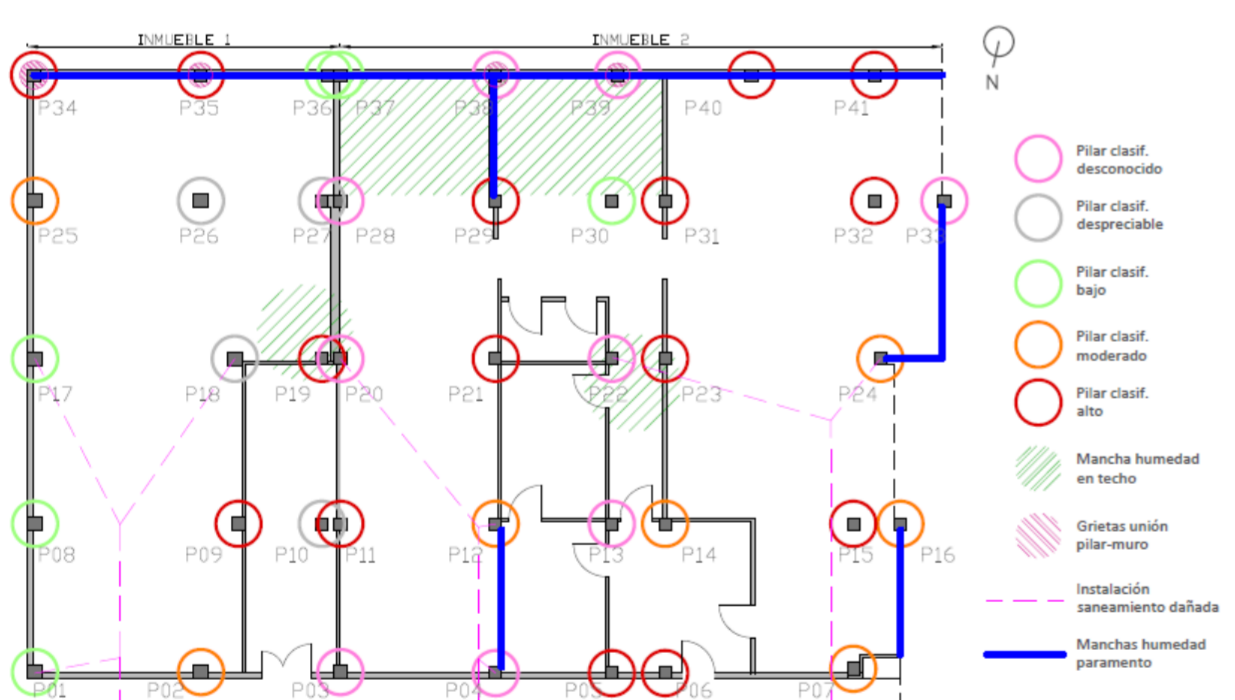 INMUEBLE 1
INMUEBLE 2
N
P34
P35
P36
P37
P38
P39
P40
P41
P25
P26
P27
P28
P29
P30
P31
P32
P33
P17
P18
P19
P20
P21
P22
P23
P24
P08
P09
P10
P11
P12
P13
P14
P15
P16
P01
P02
P03
P04
P05
P06
P07
Pilar clasif.
desconocido
Pilar clasif.
despreciable
Pilar clasif.
bajo
Pilar clasif.
moderado
Pilar clasif.
alto
Mancha humedad
en techo
Grietas unión
pilar-muro
Instalación
saneamiento dañada
Manchas humedad
paramento